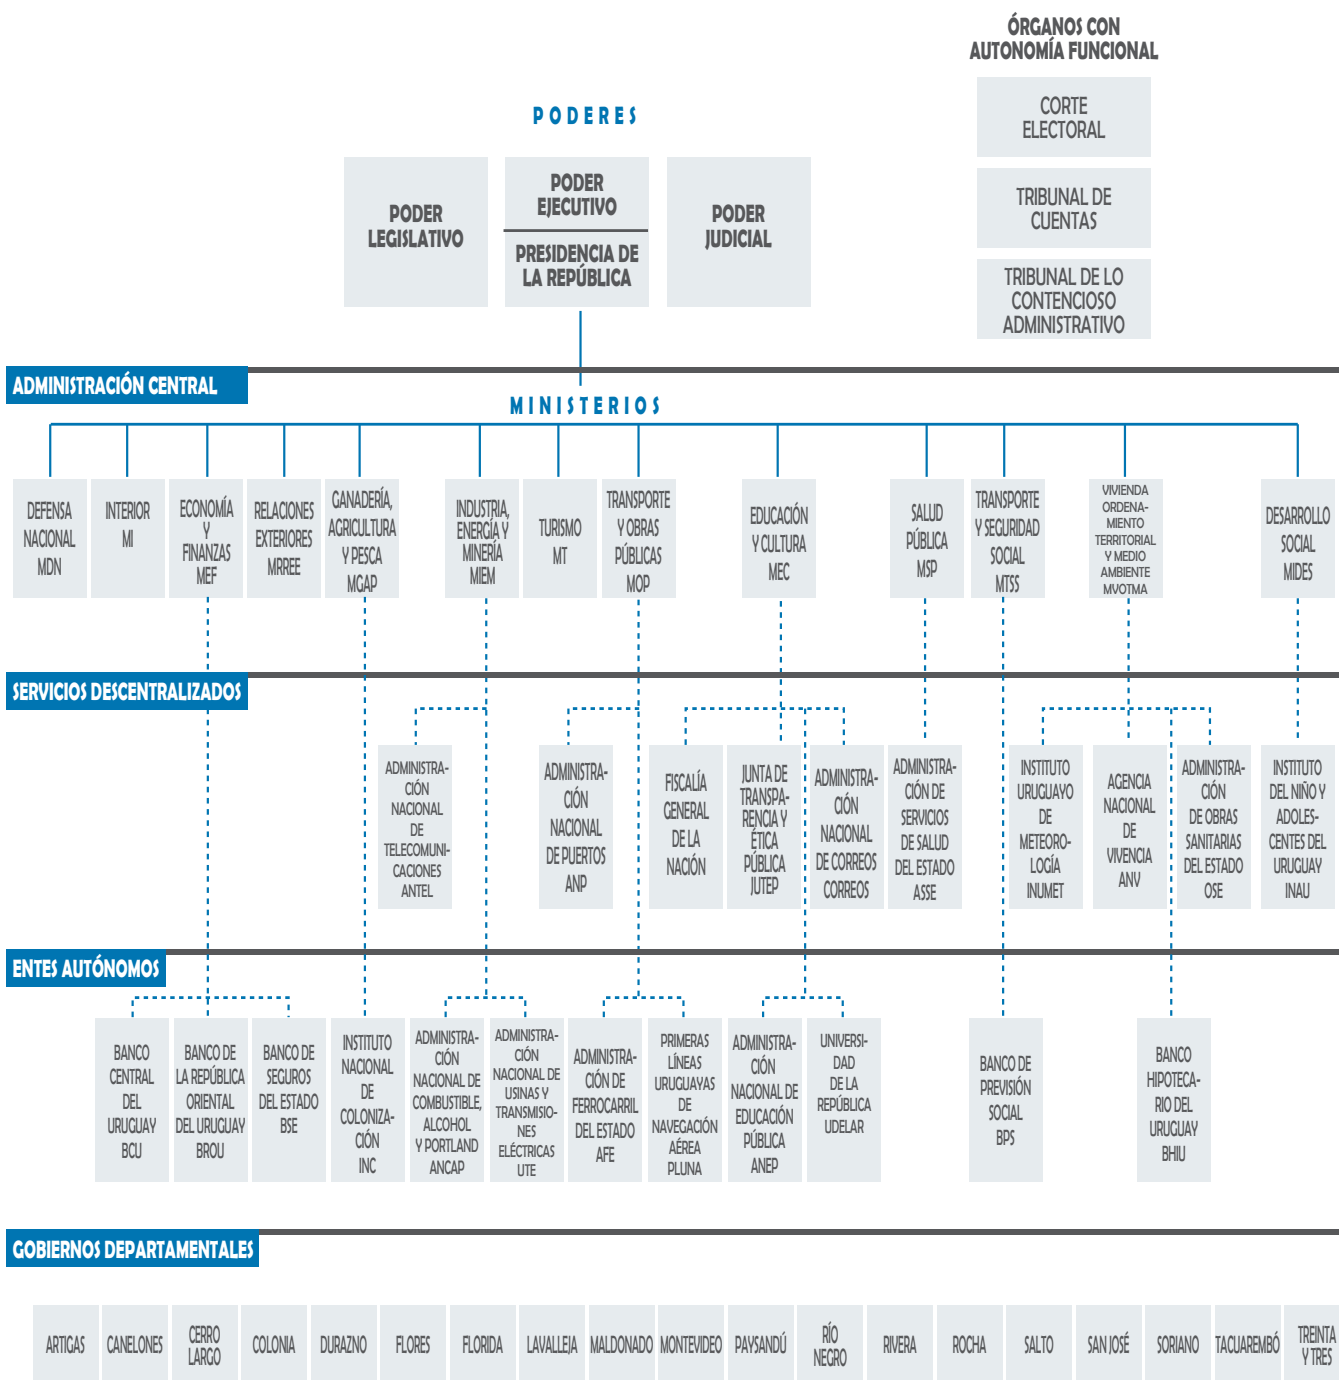 ÓRGANOS CON
AUTONOMÍA FUNCIONAL
CORTE
ELECTORAL
TRIBUNAL DE
CUENTAS
TRIBUNAL DE LO
CONTENCIOSO
ADMINISTRATIVO
PODERES
PODER
LEGISLATIVO
PODER
EJECUTIVO
PRESIDENCIA DE
LA REPÚBLICA
PODER
JUDICIAL
ADMINISTRACIÓN CENTRAL
MINISTERIOS
DEFENSA
NACIONAL
MDN
INTERIOR
MI
ECONOMÍA
Y
FINANZAS
MEF
RELACIONES
EXTERIORES
MRREE
GANADERÍA,
AGRICULTURA
Y PESCA
MGAP
INDUSTRIA,
ENERGÍA Y
MINERÍA
MIEM
TURISMO
MT
TRANSPORTE
Y OBRAS
PÚBLICAS
MOP
EDUCACIÓN
Y CULTURA
MEC
SALUD
PÚBLICA
MSP
TRANSPORTE
Y SEGURIDAD
SOCIAL
MTSS
VIVIENDA
ORDENA-
MIENTO
TERRITORIAL
Y MEDIO
AMBIENTE
MVOTMA
DESARROLLO
SOCIAL
MIDES
SERVICIOS DESCENTRALIZADOS
ADMINISTRA-
CIÓN
NACIONAL
DE
TELECOMUNI-
CACIONES
ANTEL
ADMINISTRA-
CIÓN
NACIONAL
DE PUERTOS
ANP
FISCALÍA
GENERAL
DE LA
NACIÓN
JUNTA DE
TRANSPA-
RENCIA Y
ÉTICA
PÚBLICA
JUTEP
ADMINISTRA-
CIÓN
NACIONAL
DE CORREOS
CORREOS
ADMINISTRA-
CIÓN DE
SERVICIOS
DE SALUD
DEL ESTADO
ASSE
INSTITUTO
URUGUAYO
DE
METEORO-
LOGÍA
INUMET
AGENCIA
NACIONAL
DE
VIVENCIA
ANV
ADMINISTRA-
CIÓN
DE OBRAS
SANITARIAS
DEL ESTADO
OSE
INSTITUTO
DEL NIÑO Y
ADOLES-
CENTES DEL
URUGUAY
INAU
ENTES AUTÓNOMOS
BANCO
CENTRAL
DEL
URUGUAY
BCU
BANCO DE
LA REPÚBLICA
ORIENTAL
DEL URUGUAY
BROU
BANCO DE
SEGUROS
DEL ESTADO
BSE
INSTITUTO
NACIONAL
DE
COLONIZA-
CIÓN
INC
ADMINISTRA-
CIÓN
NACIONAL DE
COMBUSTIBLE,
ALCOHOL
Y PORTLAND
ANCAP
ADMINISTRA-
CIÓN
NACIONAL DE
USINAS Y
TRANSMISIO-
NES
ELÉCTRICAS
UTE
ADMINISTRA-
CIÓN DE
FERROCARRIL
DEL ESTADO
AFE
PRIMERAS
LÍNEAS
URUGUAYAS
DE
NAVEGACIÓN
AÉREA
PLUNA
ADMINISTRA-
CIÓN
NACIONAL DE
EDUCACIÓN
PÚBLICA
ANEP
UNIVERSI-
DAD
DE LA
REPÚBLICA
UDELAR
BANCO DE
PREVISIÓN
SOCIAL
BPS
BANCO
HIPOTECA-
RIO DEL
URUGUAY
BHIU
GOBIERNOS DEPARTAMENTALES
ARTIGAS
CANELONES
CERRO
LARGO
COLONIA
DURAZNO
FLORES
FLORIDA
LAVALLEJA
MALDONADO
MONTEVIDEO
PAYSANDÚ
RÍO
NEGRO
RIVERA
ROCHA
SALTO
SAN JOSÉ
SORIANO
TACUAREMBÓ
TREINTA
Y TRES